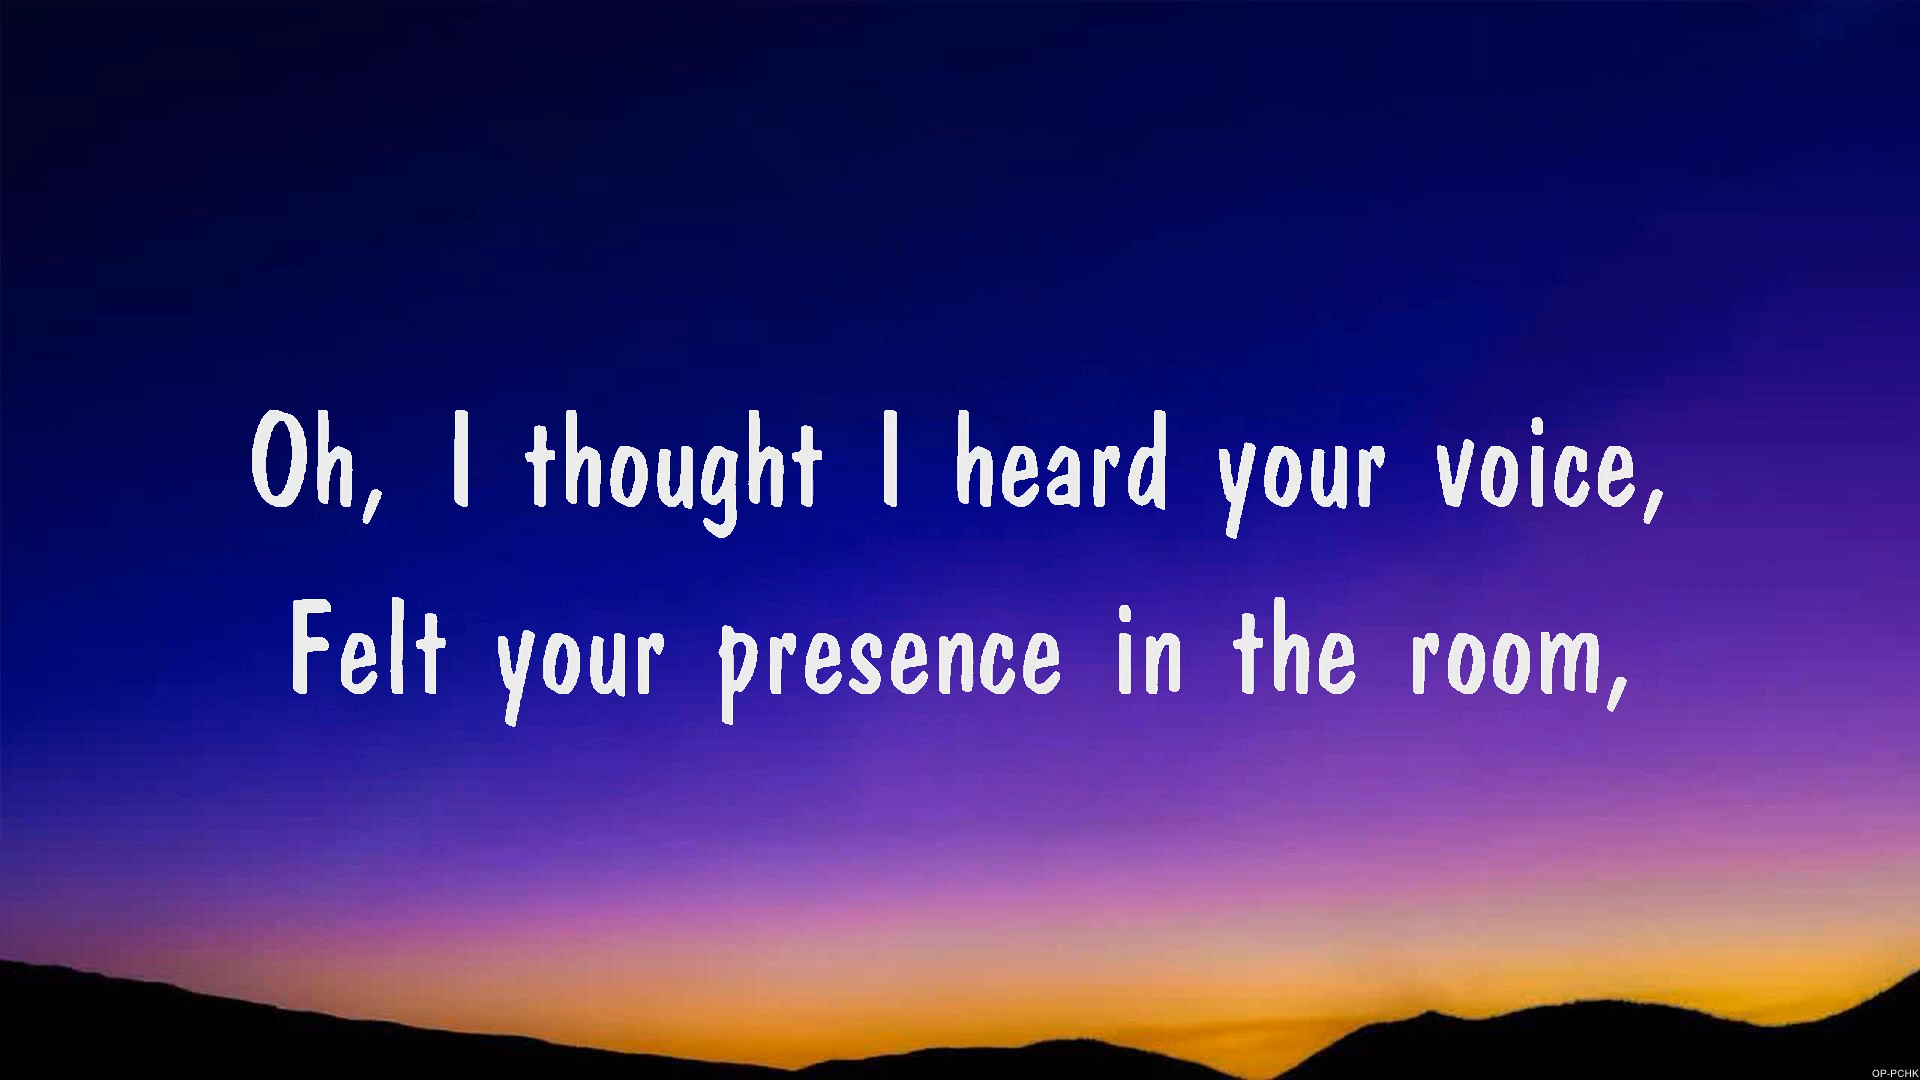 Oh, I thought I heard your voice,
Felt your presence in the room,
OP-PCHK